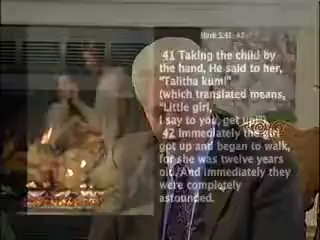 Mark 5:41-42
41 Taking the child by
the hand, He said to her,
"Talitha kum!"
(which translated means,
"Little girl,
I say to you, get up!").
42 Immediately the girl
got up and began to walk,
for she was twelve years
old. And immediately they
were completely
astounded.